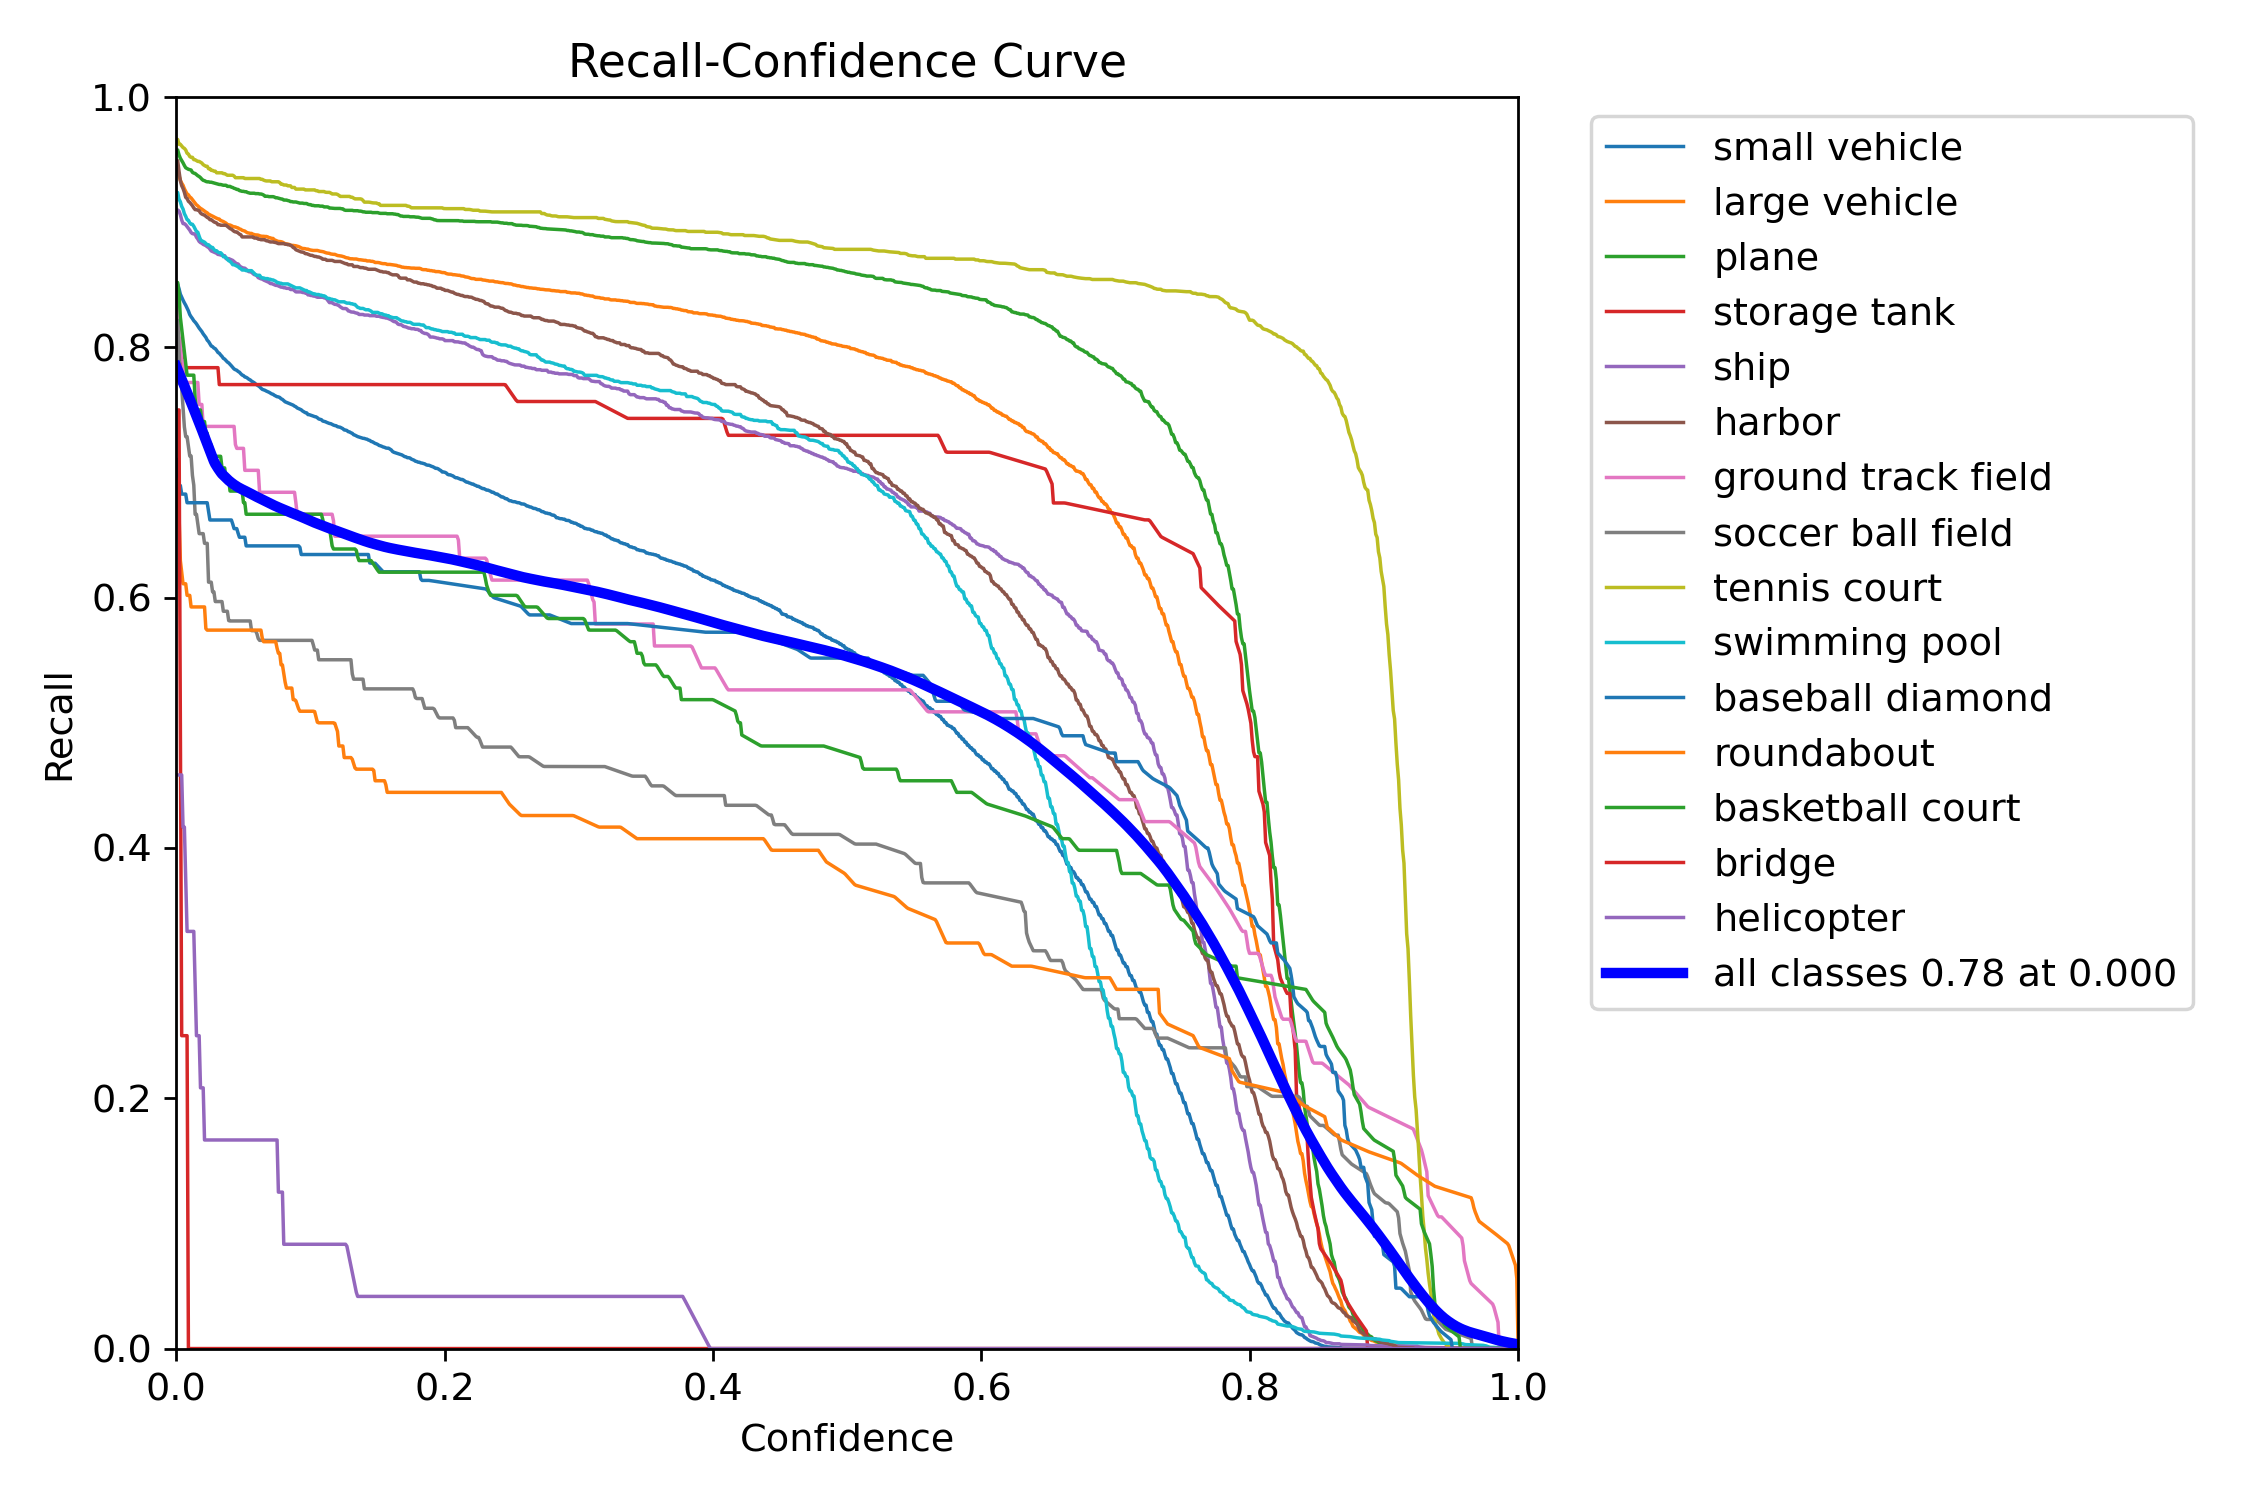 Recall-Confidence Curve
1.0
0.8
0.6
0.4
0.2
0.0
Recall
0.0 0.2 0.4 0.6 0.8 1.0
Confidence
small vehicle
large vehicle
plane
storage tank
ship
harbor
ground track field
soccer ball field
tennis court
swimming pool
baseball diamond
roundabout
basketball court
bridge
helicopter
all classes 0.78 at 0.000